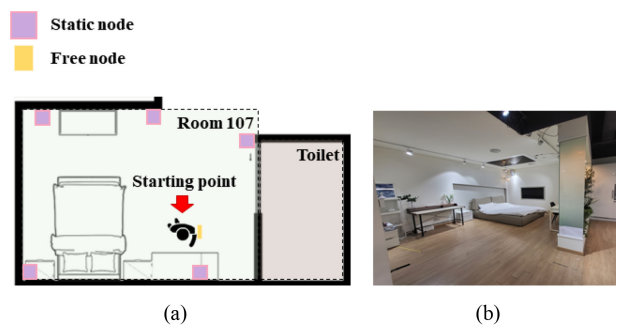 Static node
Free node
Room 107
Toilet
Starting point
(a)
(b)